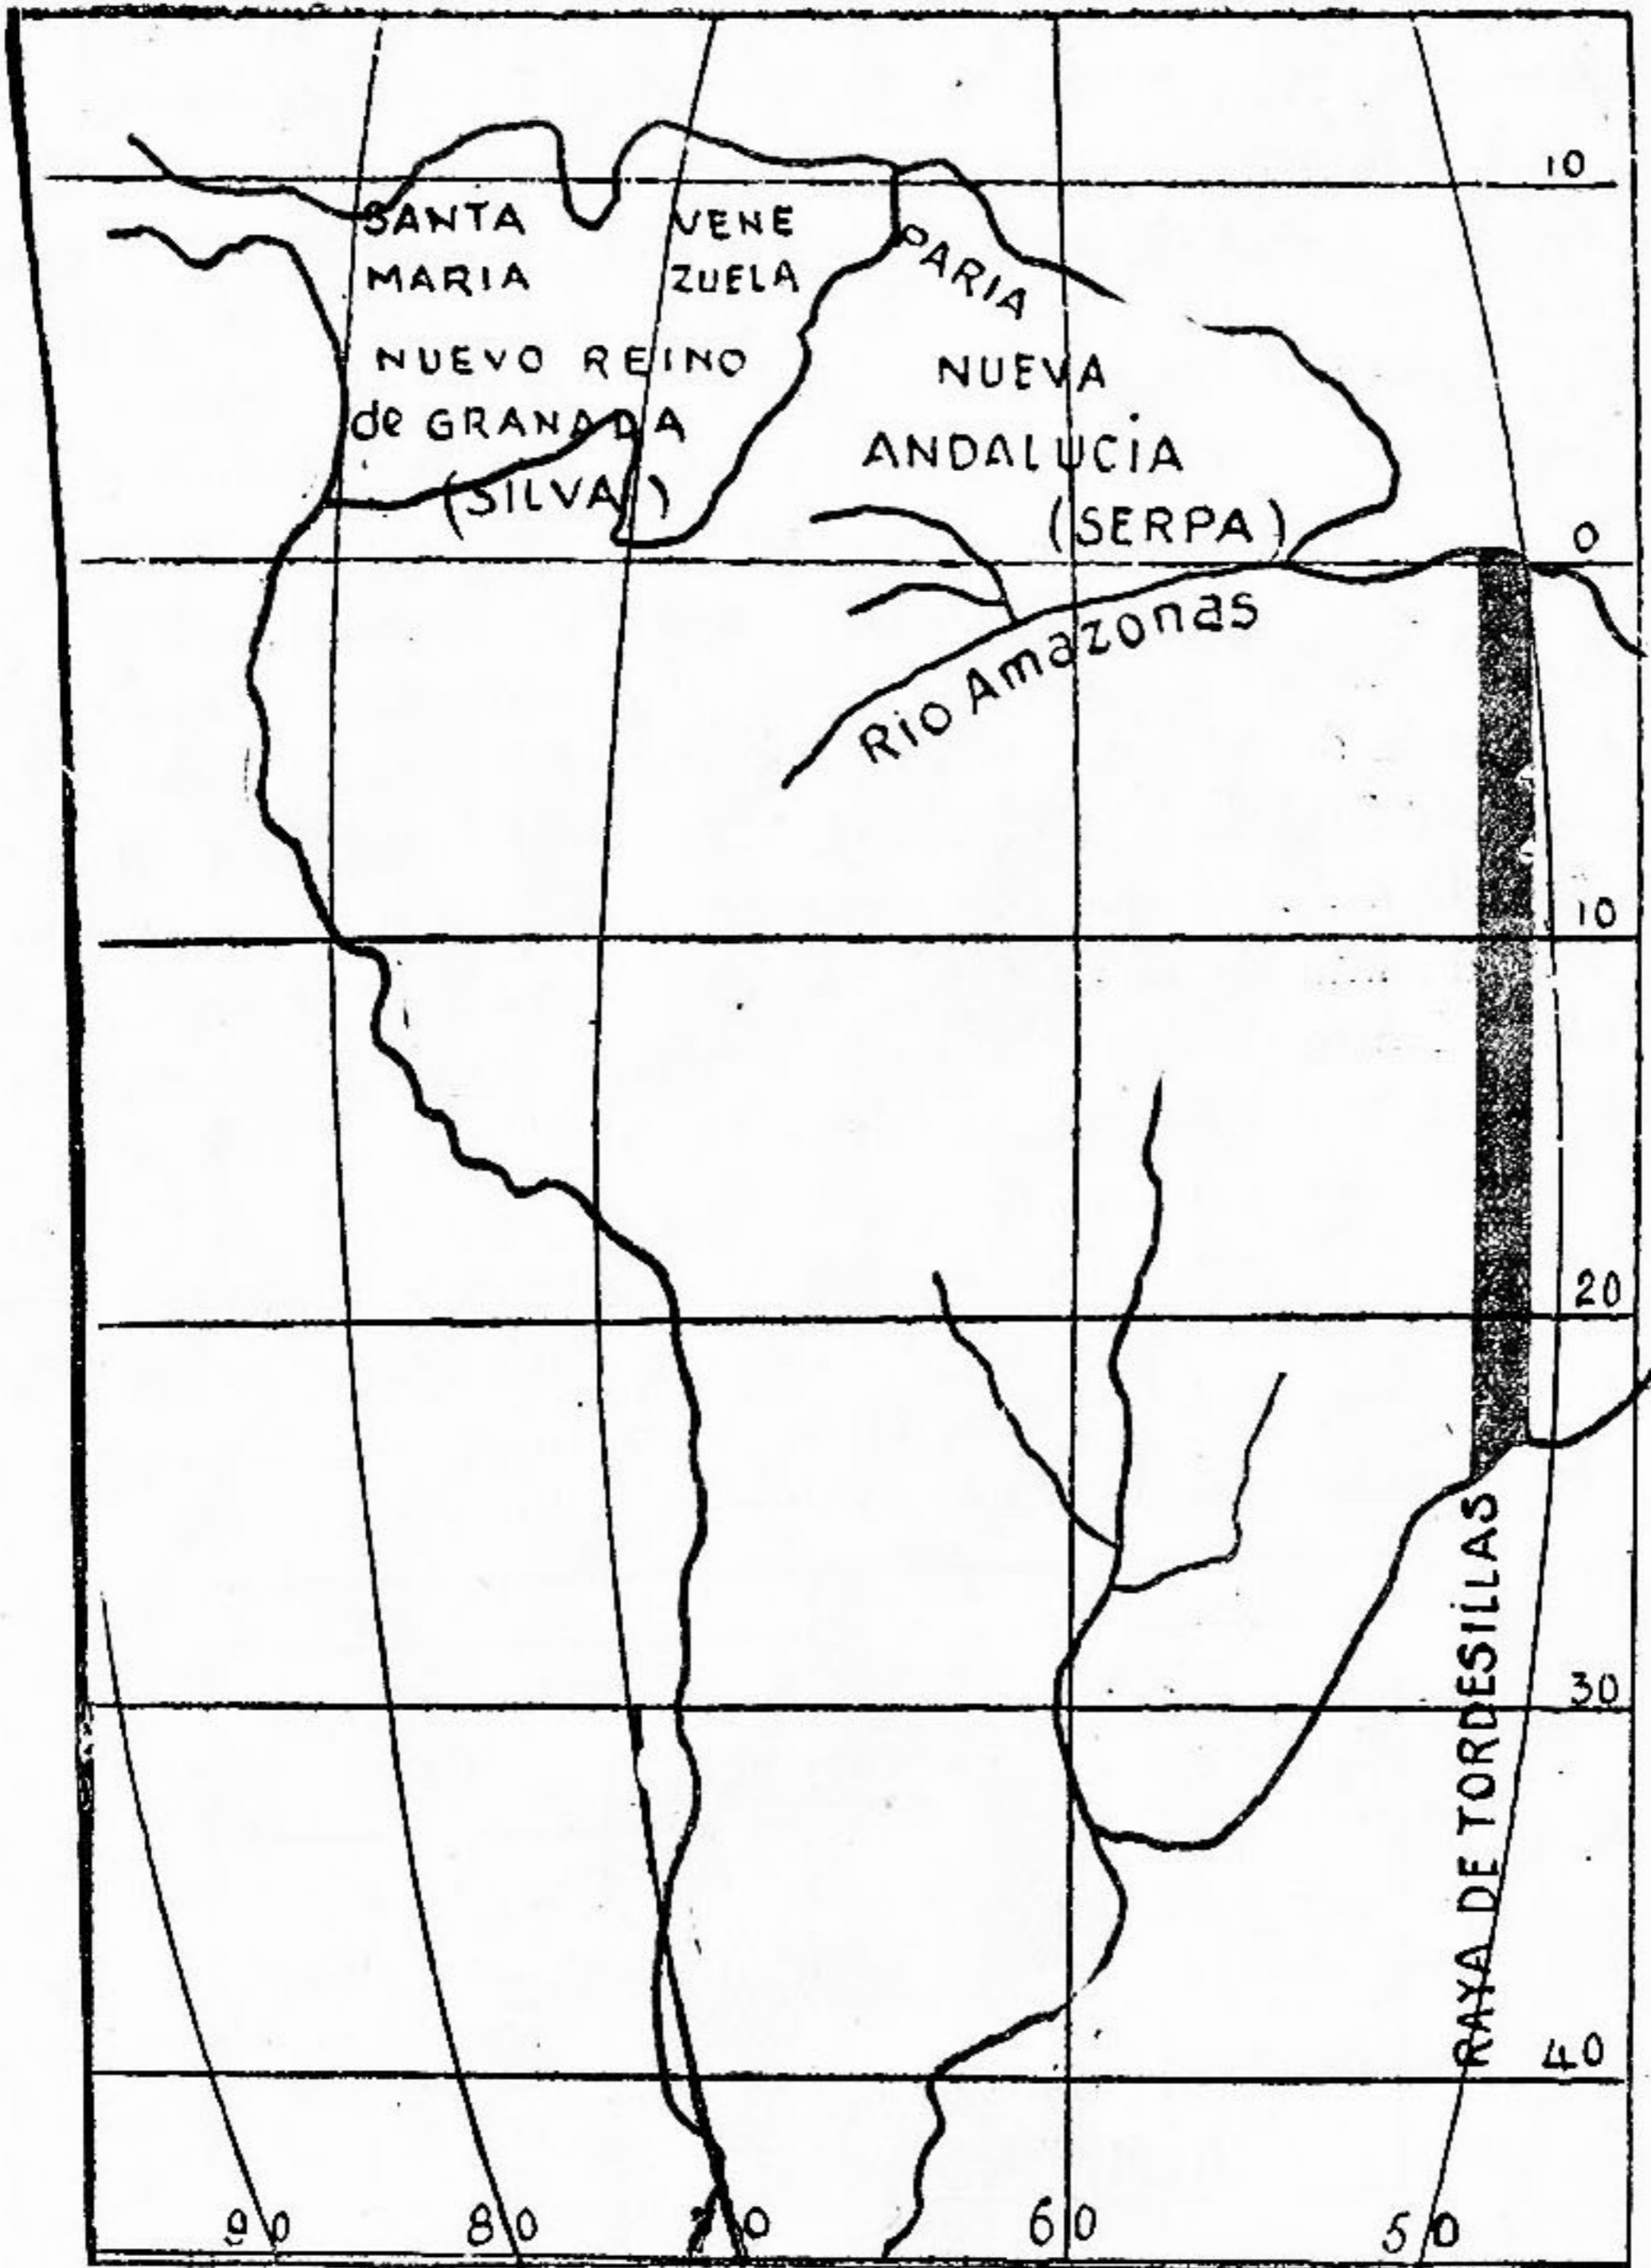 10
SANTA
MARIA
VENE
ZUELA
PARIA
NUEVO REINO
de GRANADA
(SILVA)
NUEVA
ANDALUCíA
(SERPA)
0
Rio Amazonas
10
20
30
RAYA DE TORDESILLAS
40
90 80 70 60 50